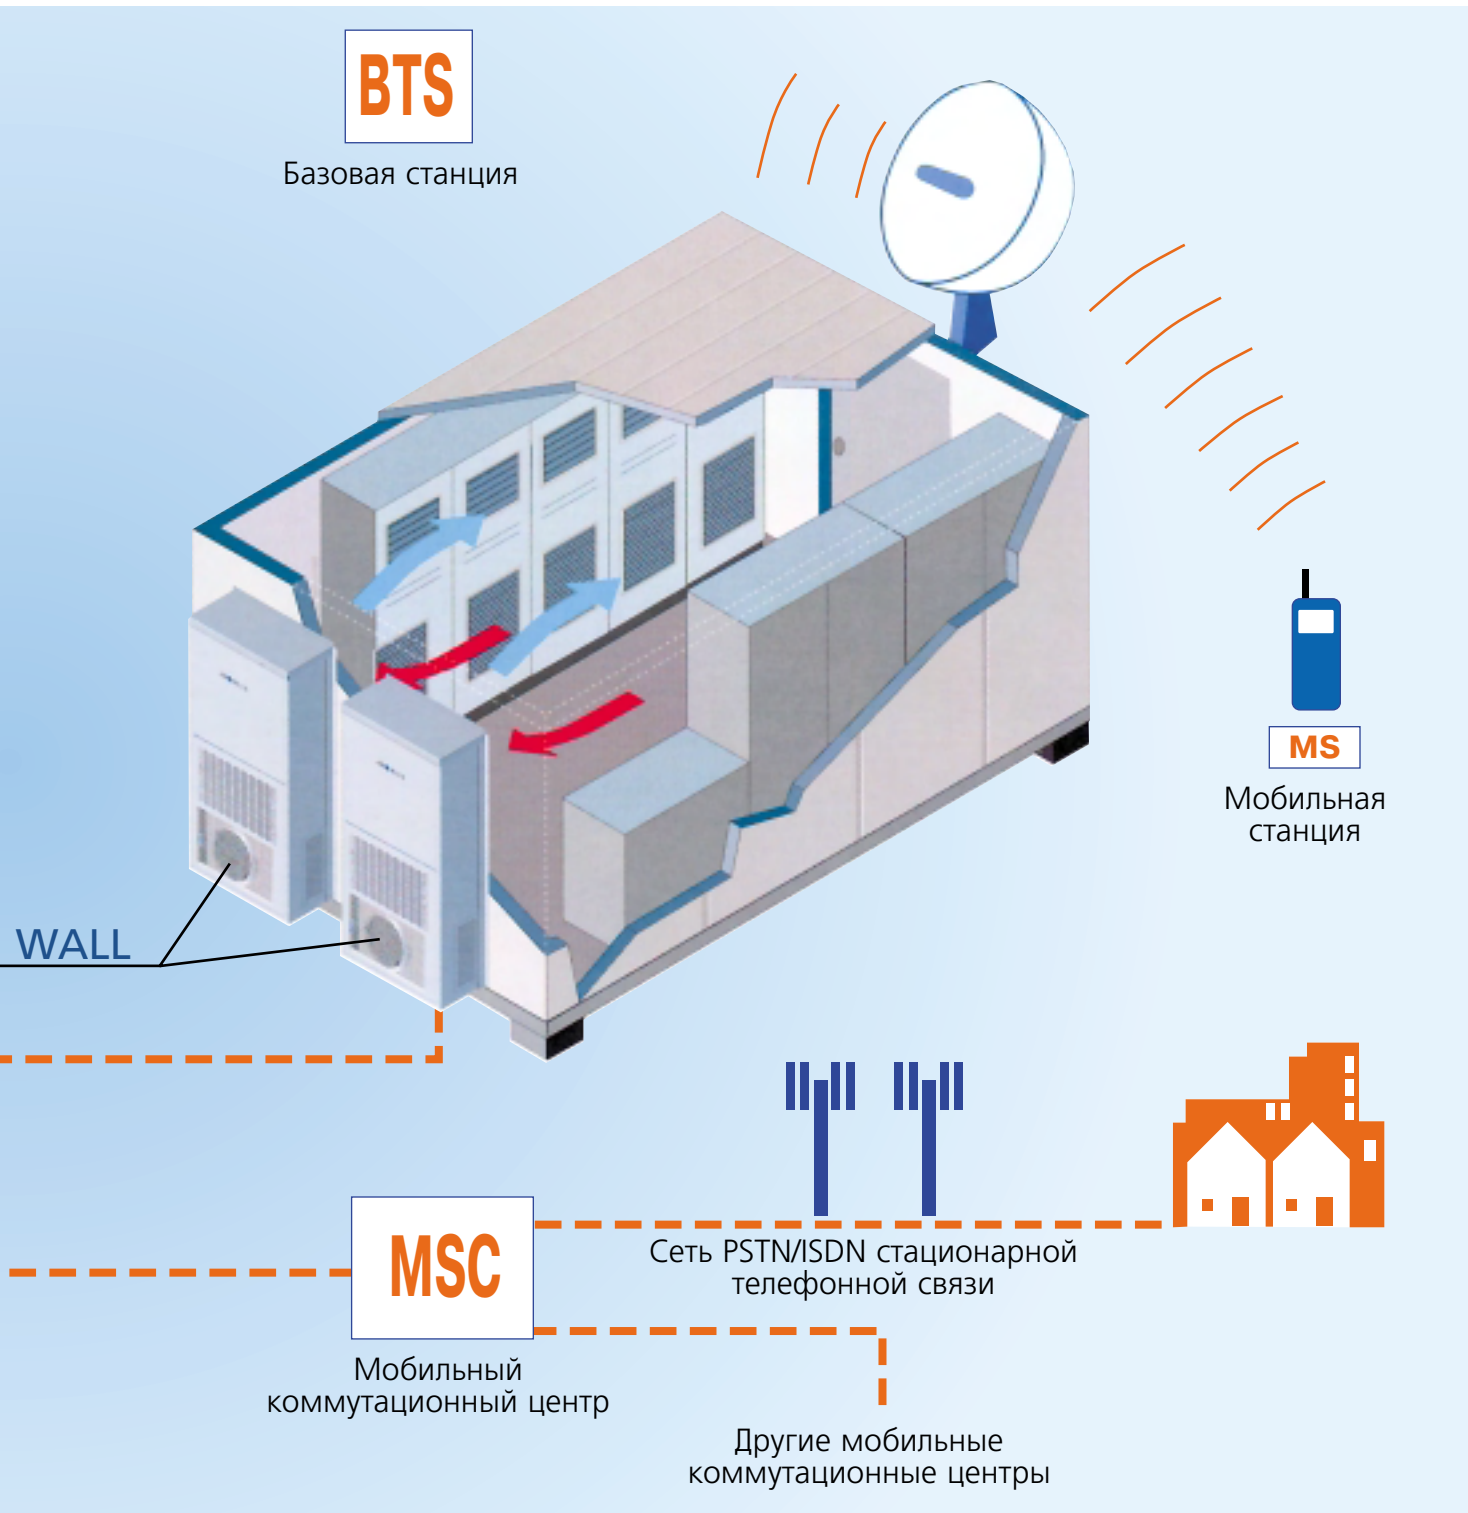 BTS
Базовая станция
MS
Мобильная
станция
WALL
MSC
Сеть PSTN/ISDN стационарной
телефонной связи
Мобильный
коммутационный центр
Другие мобильные
коммутационные центры